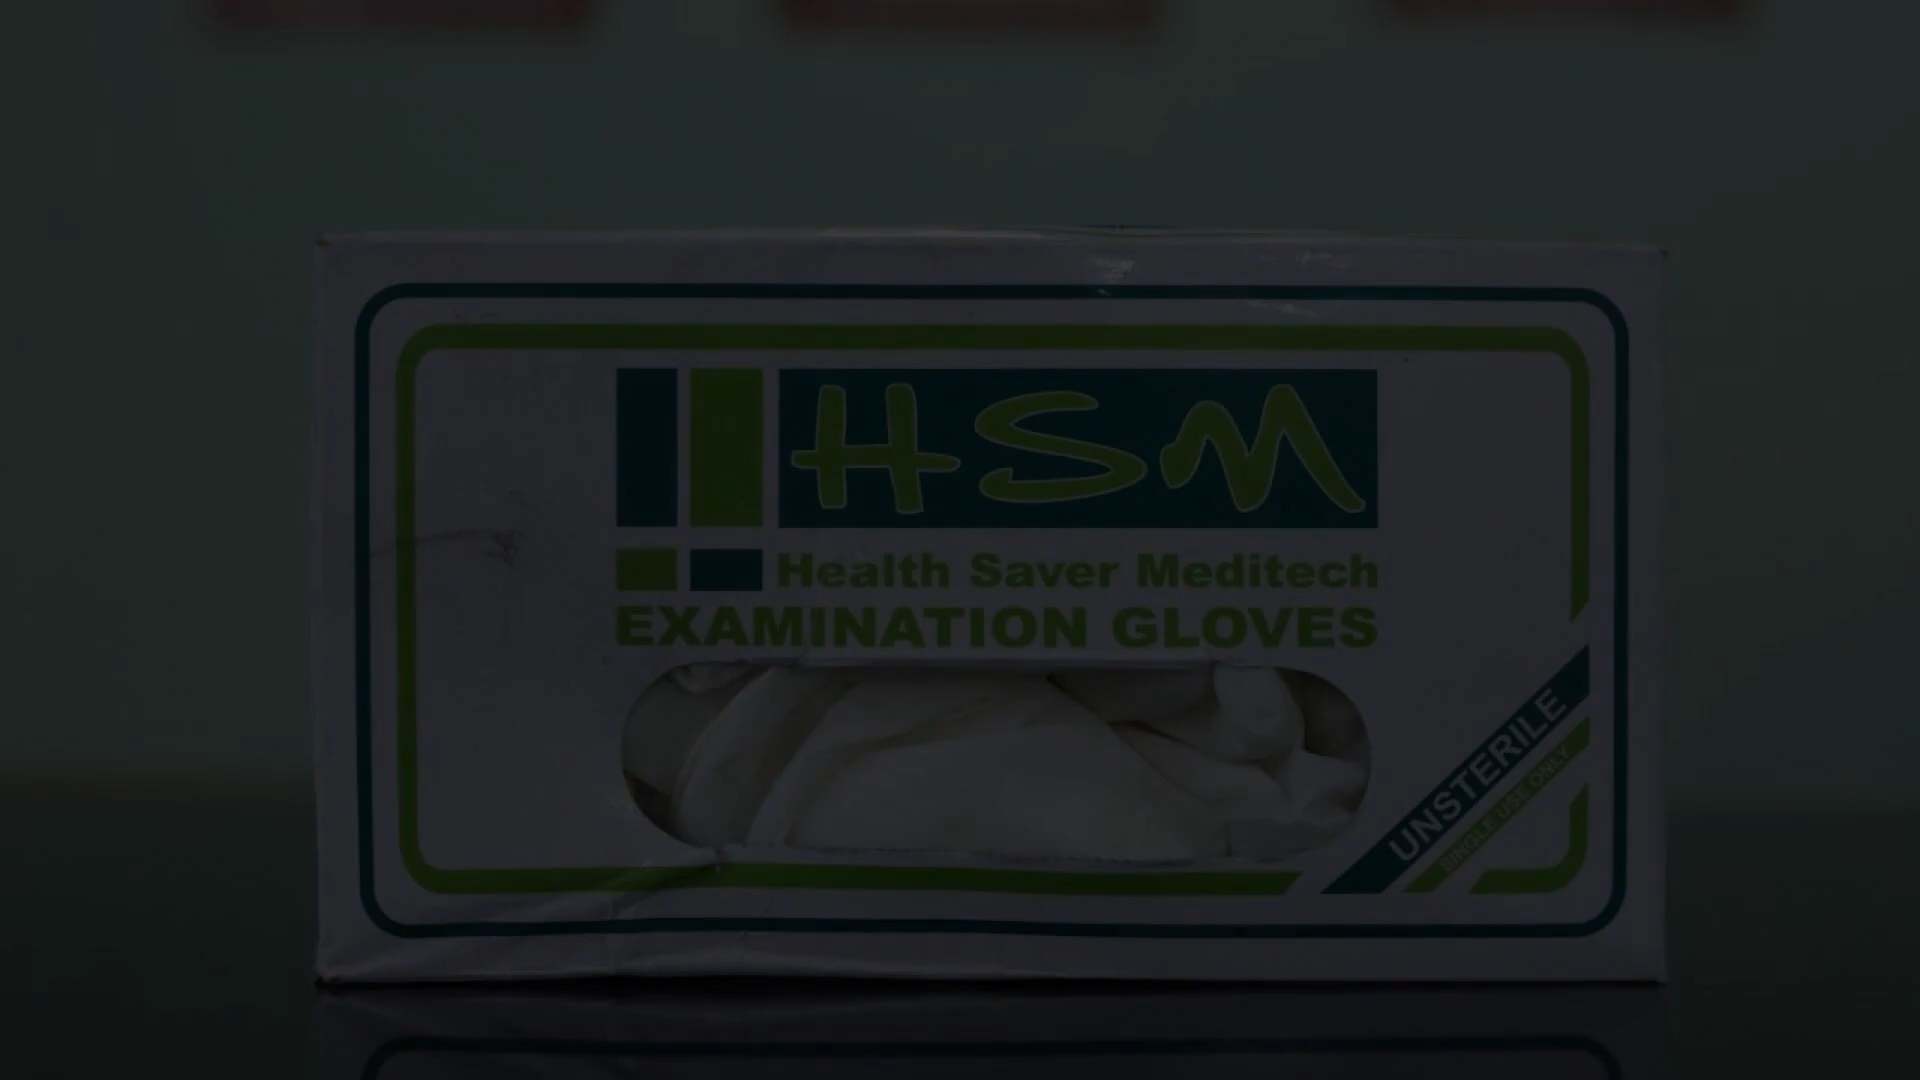 HSM
Health Saver Meditech
EXAMINATION GLOVES
UNSTERILE
SINGLE USE ONLY